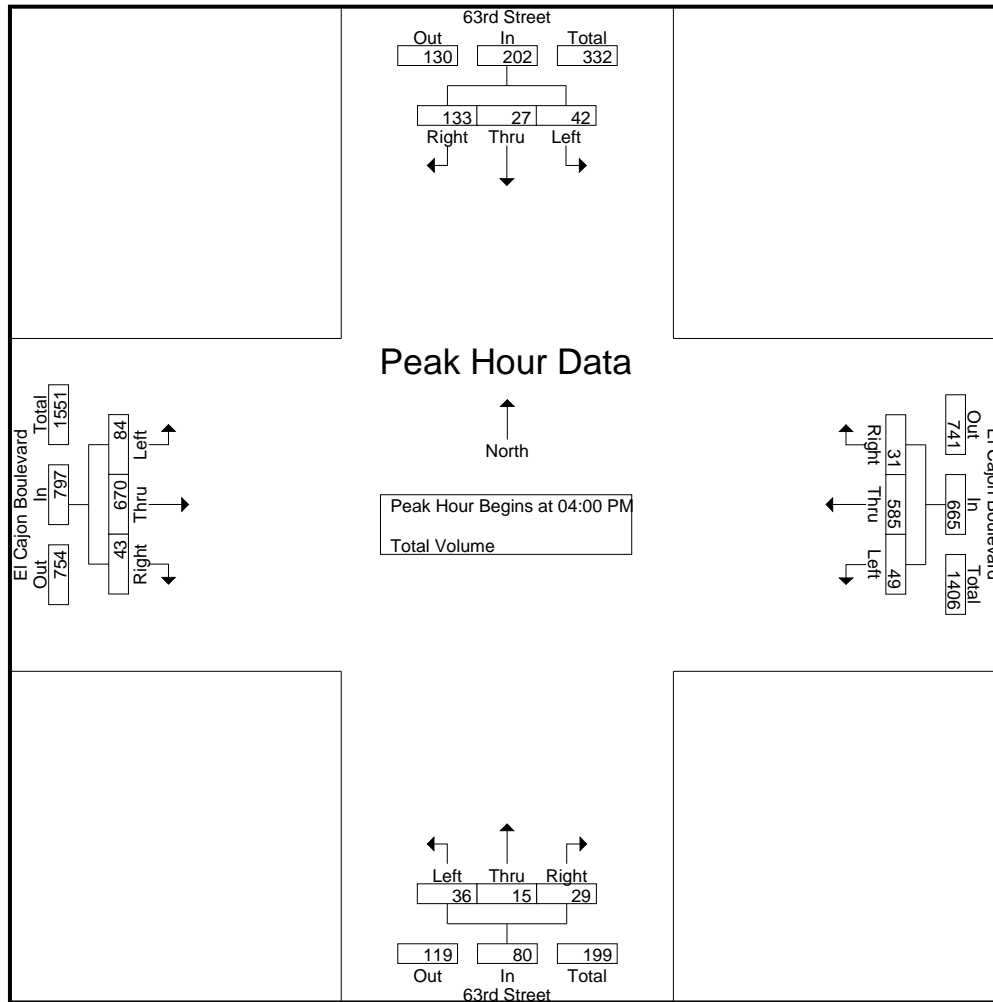 63rd Street
Out In Total
130 202 332
133 27 42
Right Thru Left
Peak Hour Data
North
Peak Hour Begins at 04:00 PM
Total Volume
El Cajon Boulevard
Out In Total
754 797 1551
43 670 84
Right Thru Left
El Cajon Boulevard
Out In Total
741 665 1406
Right Thru Left
31 585 49
Left Thru Right
36 15 29
119 80 199
Out In Total
63rd Street